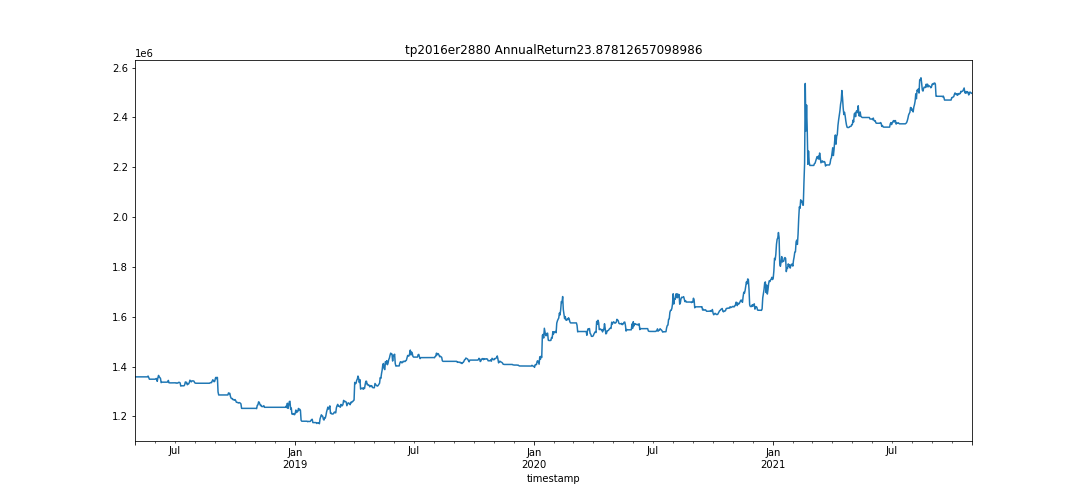 tp2016er2880 AnnualReturn23.87812657098986
1e6
2.6
2.4
2.2
2.0
1.8
1.6
1.4
1.2
Jul Jan Jul Jan Jul Jan Jul
2019 2020 2021
timestamp